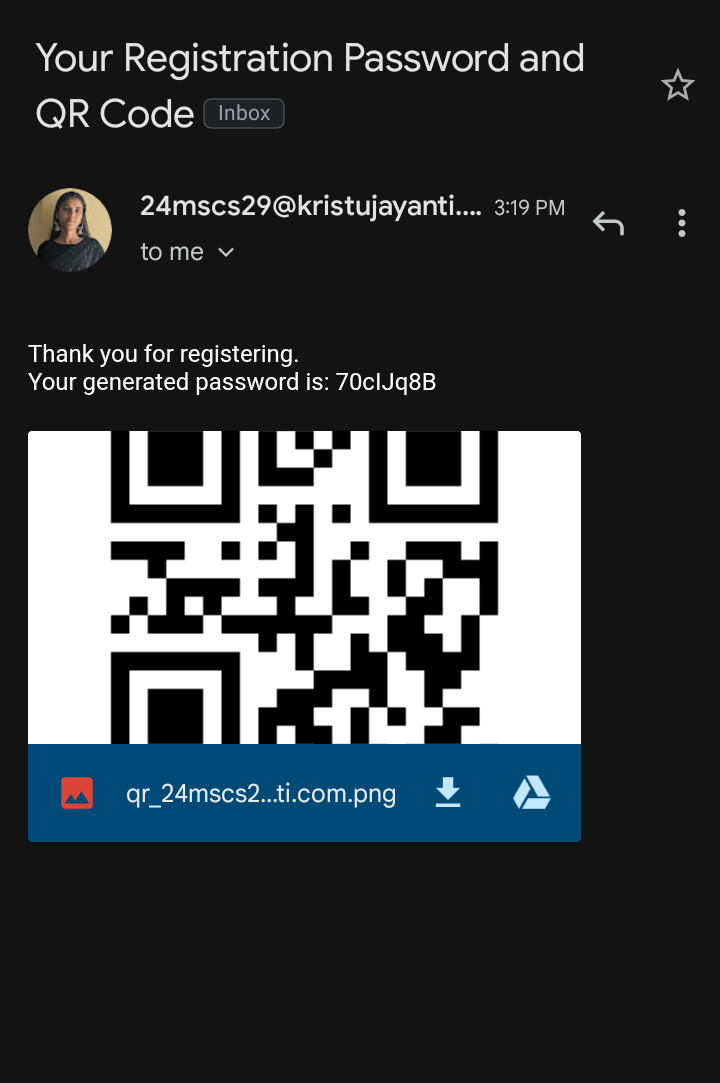 Your Registration Password and
QR Code Inbox
24mscs29@kristujayanti.... 3:19 PM
to me
Thank you for registering.
Your generated password is: 70cIJq8B
qr_24mscs2...ti.com.png